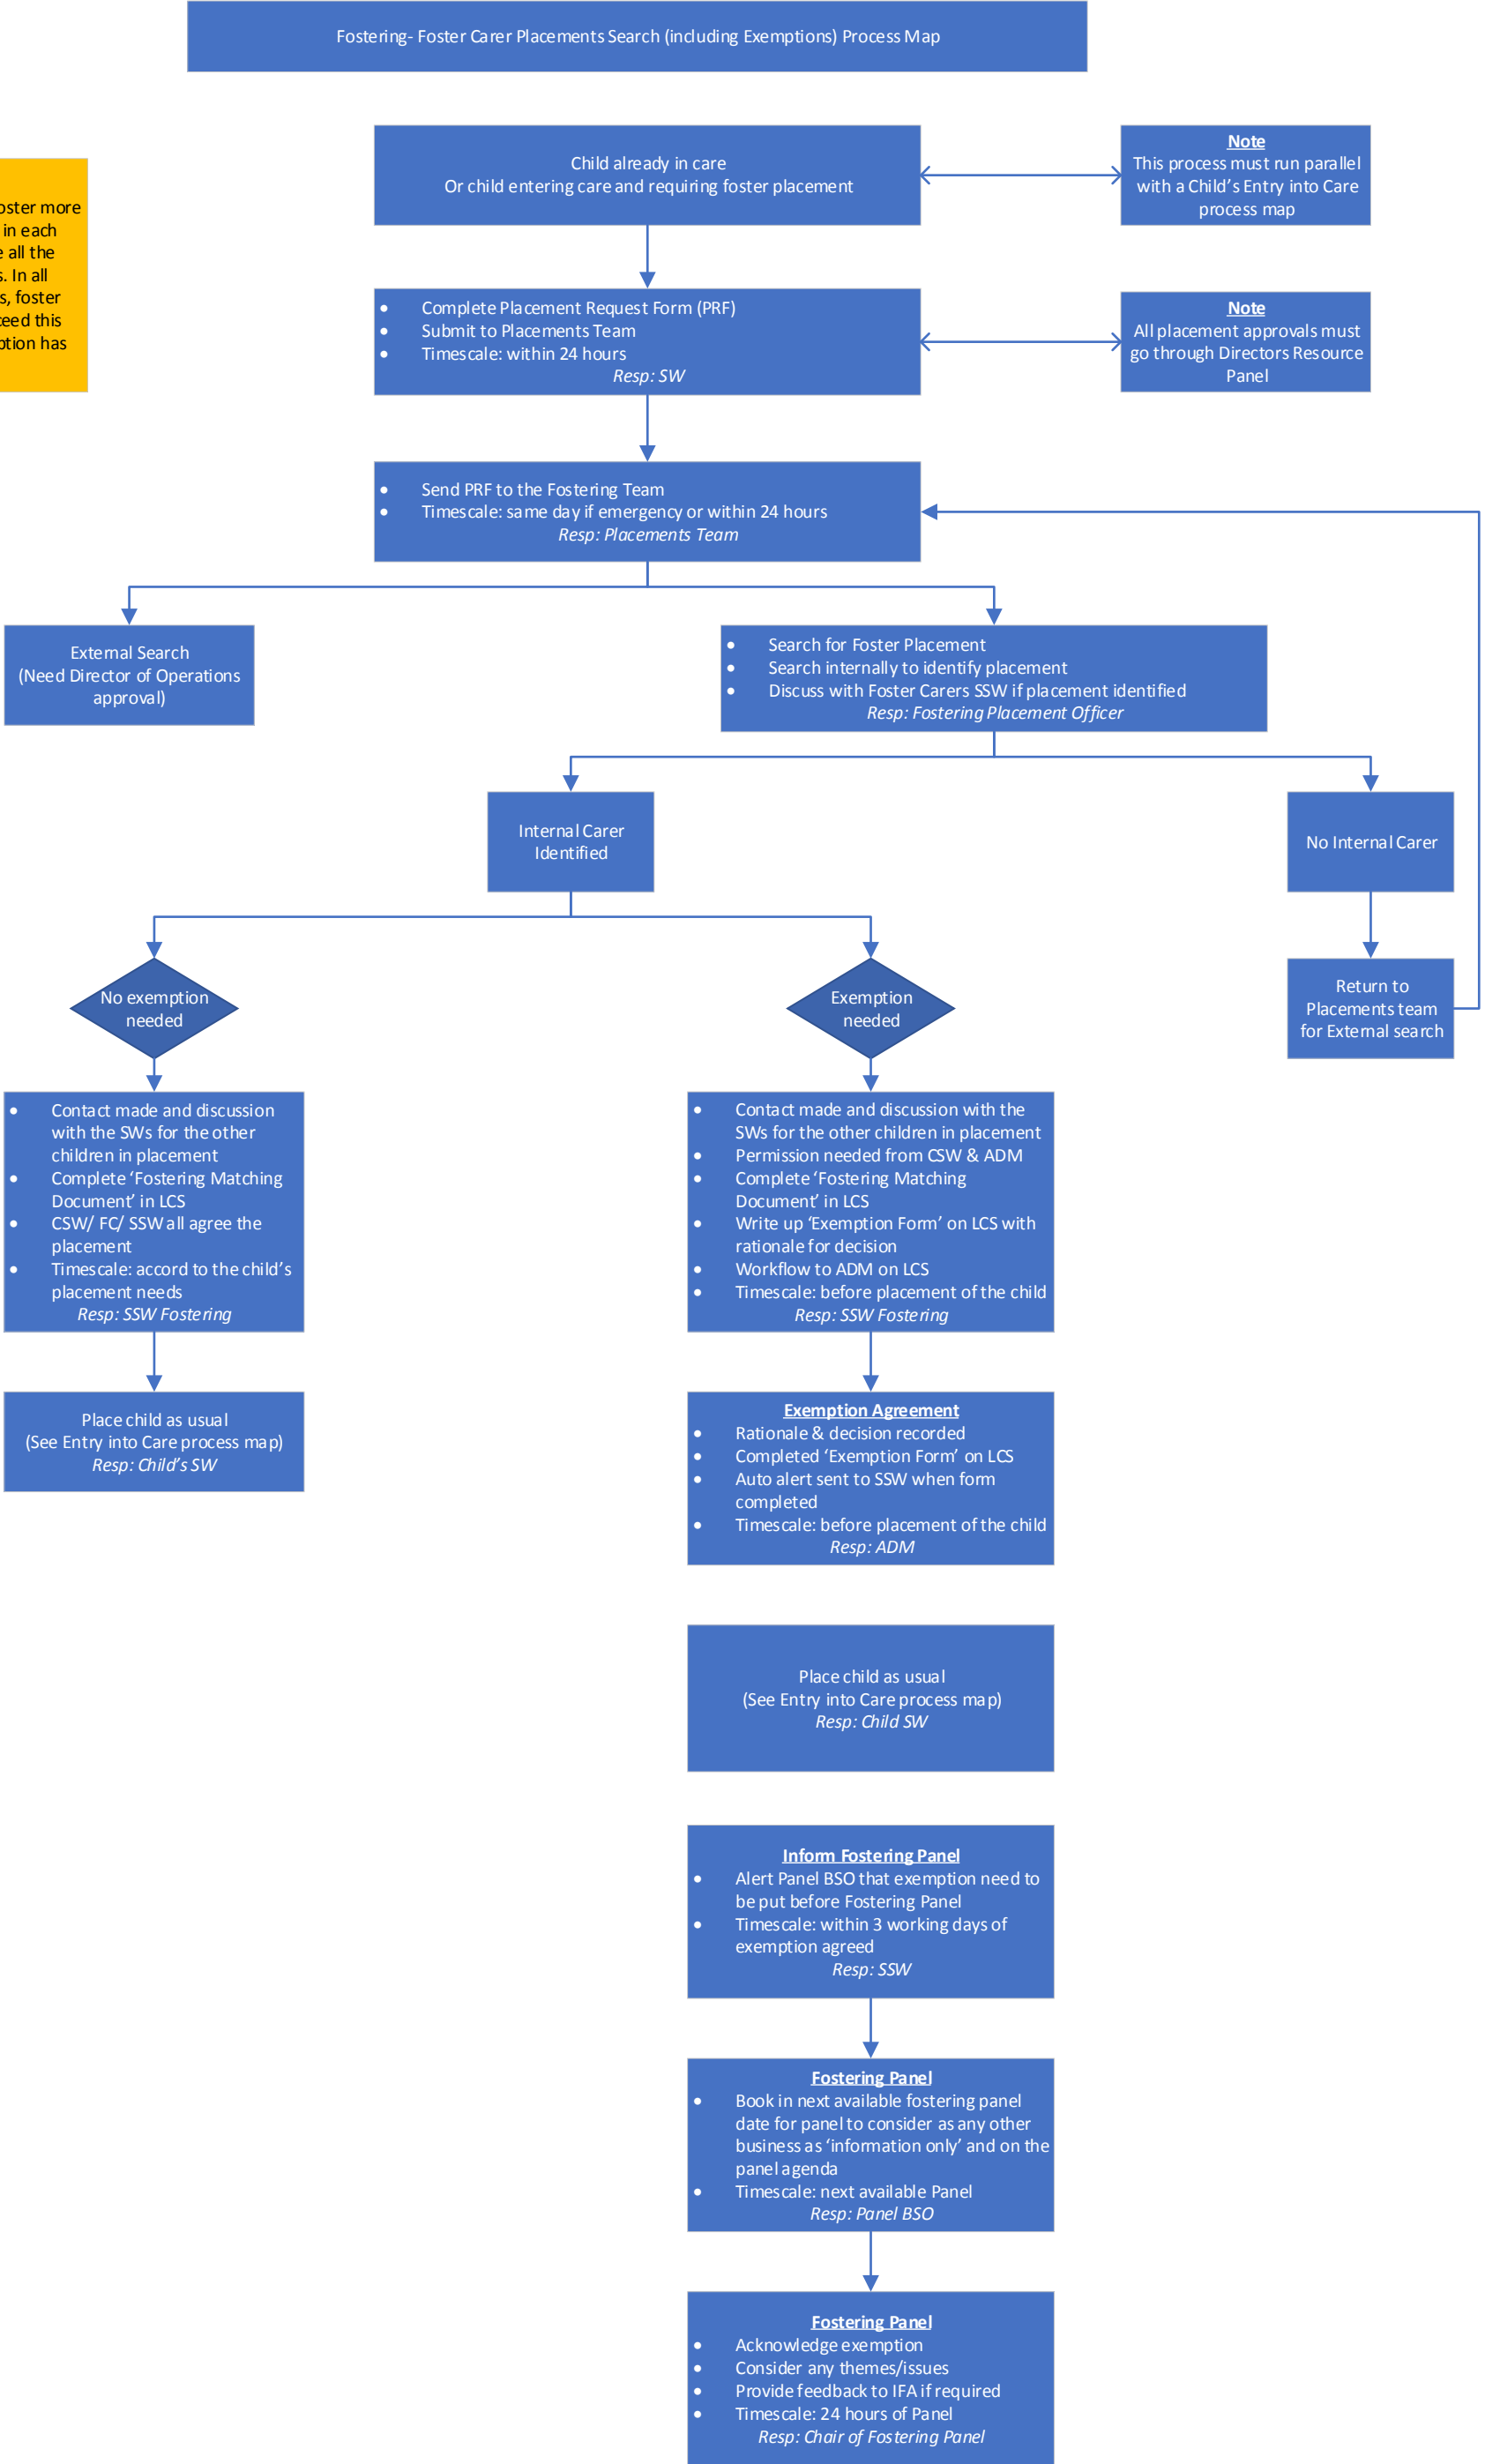 Fostering- Foster Carer Placements Search (including Exemptions) Process Map
Child already in care
Or child entering care and requiring foster placement
Note
This process must run parallel
with a Child's Entry into Care
process map
oster more
in each
e all the
s. In all
s, foster
ceed this
ption has
• Complete Placement Request Form (PRF)
• Submit to Placements Team
• Timescale: within 24 hours
Resp: SW
Note
All placement approvals must
go through Directors Resource
Panel
• Send PRF to the Fostering Team
• Timescale: same day if emergency or within 24 hours
Resp: Placements Team
External Search
(Need Director of Operations
approval)
• Search for Foster Placement
• Search internally to identify placement
• Discuss with Foster Carers SSW if placement identified
Resp: Fostering Placement Officer
Internal Carer
Identified
No Internal Carer
No exemption
needed
Exemption
needed
Return to
Placements team
for External search
• Contact made and discussion
with the SWs for the other
children in placement
• Complete ‘Fostering Matching
Document’ in LCS
• CSW/ FC/ SSW all agree the
placement
• Timescale: accord to the child’s
placement needs
Resp: SSW Fostering
• Contact made and discussion with the
SWs for the other children in placement
• Permission needed from CSW & ADM
• Complete ‘Fostering Matching
Document’ in LCS
• Write up ‘Exemption Form’ on LCS with
rationale for decision
• Workflow to ADM on LCS
• Timescale: before placement of the child
Resp: SSW Fostering
Place child as usual
(See Entry into Care process map)
Resp: Child’s SW
Exemption Agreement
• Rationale & decision recorded
• Completed ‘Exemption Form’ on LCS
• Auto alert sent to SSW when form
completed
• Timescale: before placement of the child
Resp: ADM
Place child as usual
(See Entry into Care process map)
Resp: Child SW
Inform Fostering Panel
• Alert Panel BSO that exemption need to
be put before Fostering Panel
• Timescale: within 3 working days of
exemption agreed
Resp: SSW
Fostering Panel
• Book in next available fostering panel
date for panel to consider as any other
business as ‘information only’ and on the
panel agenda
• Timescale: next available Panel
Resp: Panel BSO
Fostering Panel
• Acknowledge exemption
• Consider any themes/issues
• Provide feedback to IFA if required
• Timescale: 24 hours of Panel
Resp: Chair of Fostering Panel